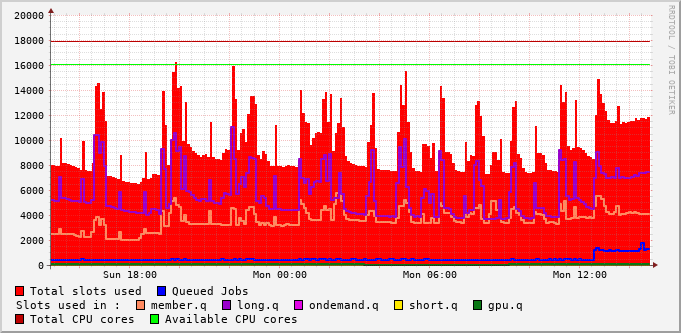 20000
18000
16000
14000
12000
10000
8000
6000
4000
2000
0
Sun 18:00 Mon 00:00 Mon 06:00 Mon 12:00
RRDTOOL / TOBI OETIKER
Total slots used Queued Jobs
Slots used in : member.q long.q ondemand.q short.q gpu.q
Total CPU cores Available CPU cores